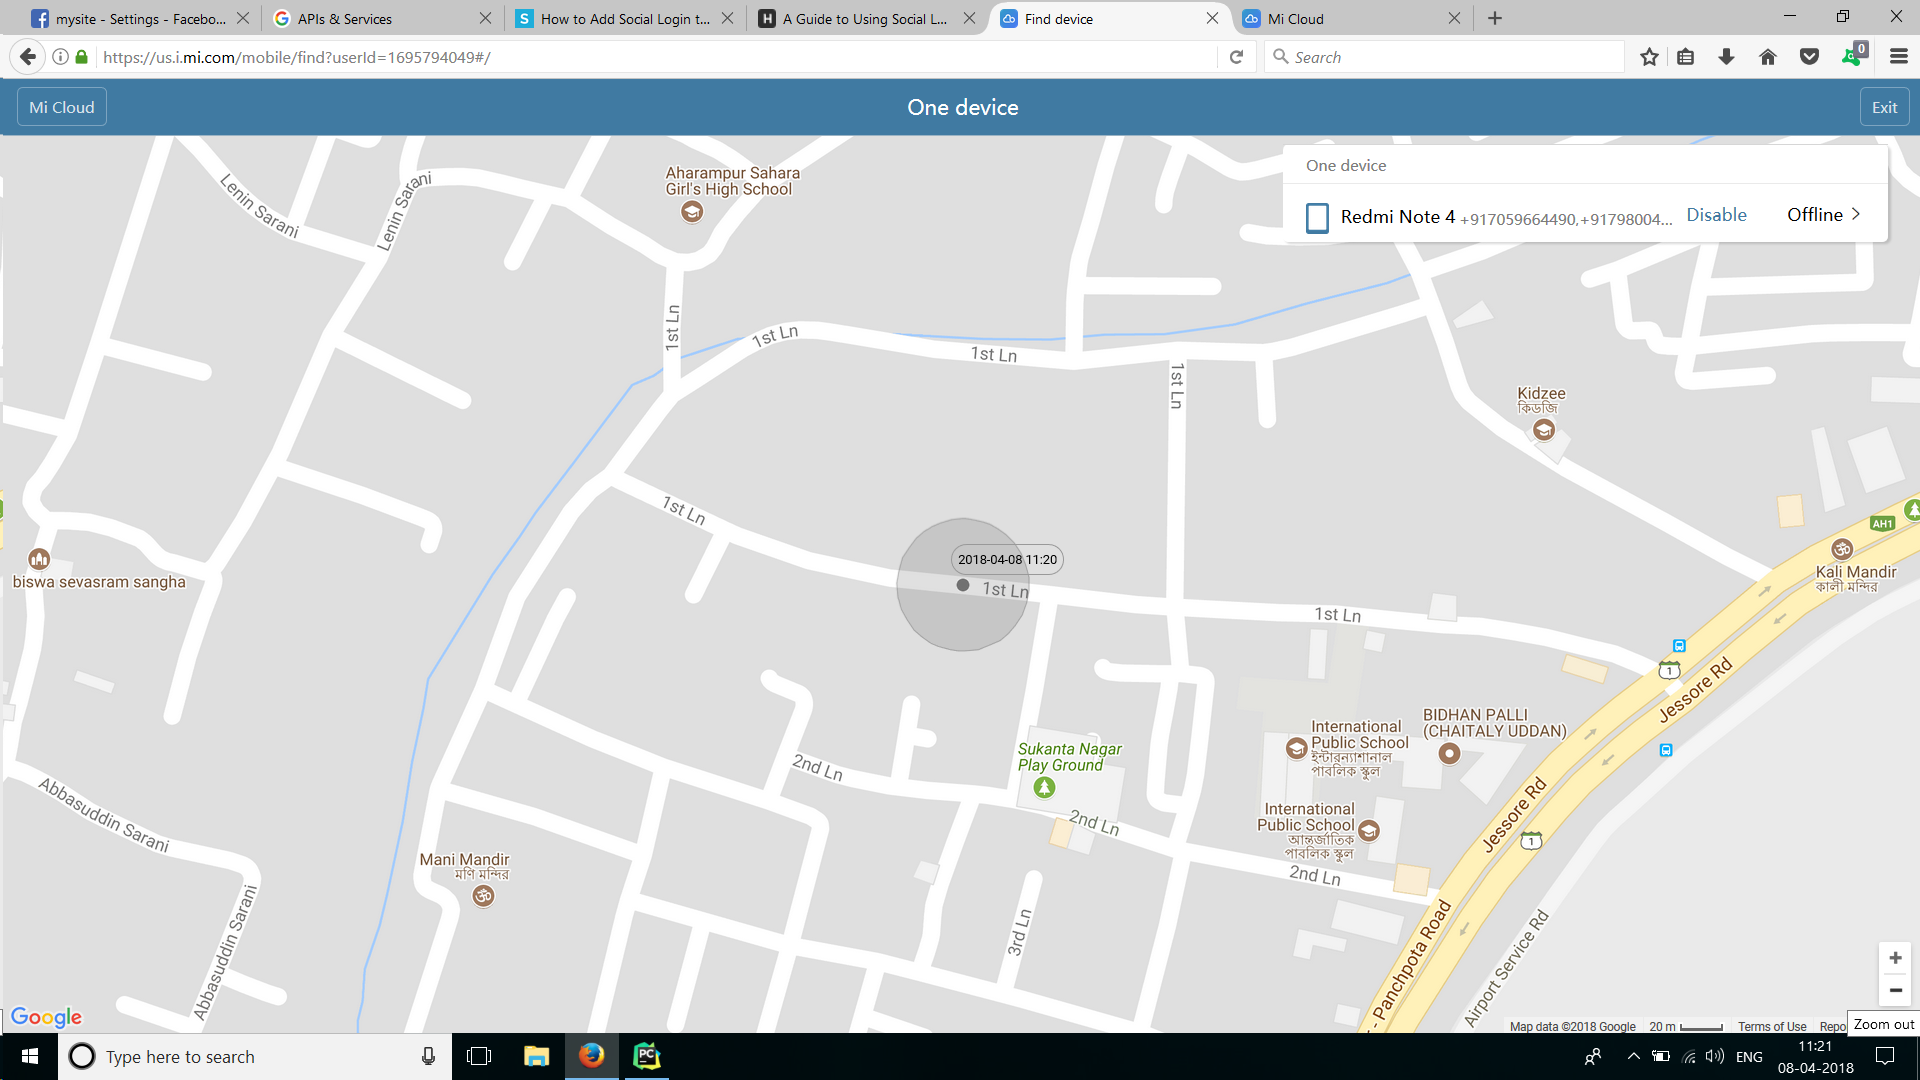 mysite - Settings - Facebo...
APIs & Services
How to Add Social Login t...
A Guide to Using Social L...
Find device
Mi Cloud
https://us.i.mi.com/mobile/find?userId=1695794049#/
Search
0
Mi Cloud
One device
Exit
One device
Redmi Note 4 +917059664490,+91798004...
Disable
Offline
Aharampur Sahara
Girl's High School
Lenin Sarani
Lenin Sarani
1st Ln
1st Ln
1st Ln
1st Ln
Kidzee
কিডজি
1st Ln
AH1
2018-04-08 11:20
1st Ln
biswa sevasram sangha
Kali Mandir
কালী মন্দির
1st Ln
1
Jessore Rd
BIDHAN PALLI
(CHAITALY UDDAN)
International
Public School
ইন্টারন্যাশানাল
পাবলিক স্কুল
Sukanta Nagar
Play Ground
2nd Ln
Abbasuddin Sarani
2nd Ln
International
Public School
আন্তর্জাতিক
পাবলিক স্কুল
Jessore Rd
1
Mani Mandir
মণি মন্দির
2nd Ln
Abbasuddin Sarani
3rd Ln
- Panchpota Road
Airport Service Rd
Google
Map data ©2018 Google
20 m
Terms of Use
Repo
Zoom out
Type here to search
PC
ENG
11:21
08-04-2018